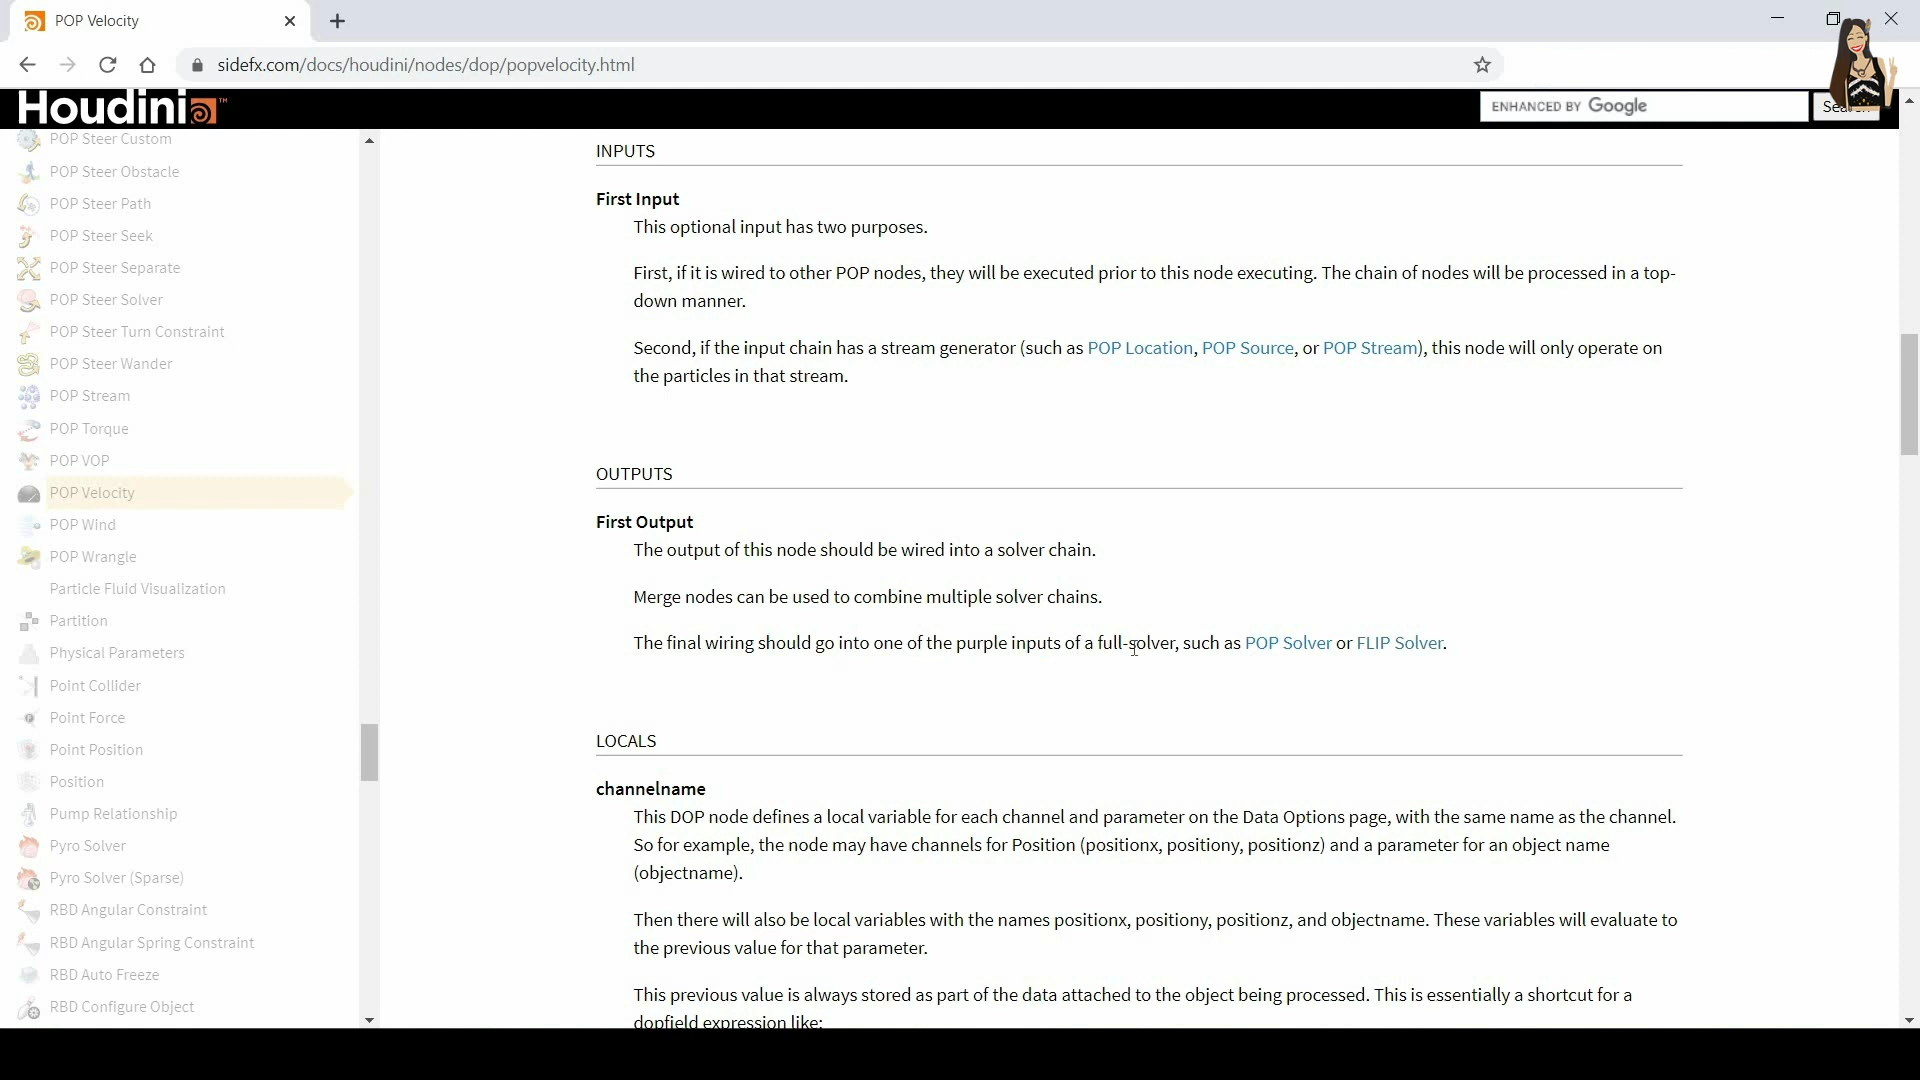 POP Velocity
sidefx.com/docs/houdini/nodes/dop/popvelocity.html
Houdini™
ENHANCED BY Google
POP Steer Custom
POP Steer Obstacle
POP Steer Path
POP Steer Seek
POP Steer Separate
POP Steer Solver
POP Steer Turn Constraint
POP Steer Wander
POP Stream
POP Torque
POP VOP
POP Velocity
POP Wind
POP Wrangle
Particle Fluid Visualization
Partition
Physical Parameters
Point Collider
Point Force
Point Position
Position
Pump Relationship
Pyro Solver
Pyro Solver (Sparse)
RBD Angular Constraint
RBD Angular Spring Constraint
RBD Auto Freeze
RBD Configure Object
INPUTS
First Input
This optional input has two purposes.
First, if it is wired to other POP nodes, they will be executed prior to this node executing. The chain of nodes will be processed in a top-
down manner.
Second, if the input chain has a stream generator (such as POP Location, POP Source, or POP Stream), this node will only operate on
the particles in that stream.
OUTPUTS
First Output
The output of this node should be wired into a solver chain.
Merge nodes can be used to combine multiple solver chains.
The final wiring should go into one of the purple inputs of a full-solver, such as POP Solver or FLIP Solver.
LOCALS
channelname
This DOP node defines a local variable for each channel and parameter on the Data Options page, with the same name as the channel.
So for example, the node may have channels for Position (positionx, positiony, positionz) and a parameter for an object name
(objectname).
Then there will also be local variables with the names positionx, positiony, positionz, and objectname. These variables will evaluate to
the previous value for that parameter.
This previous value is always stored as part of the data attached to the object being processed. This is essentially a shortcut for a
dopfield expression like: